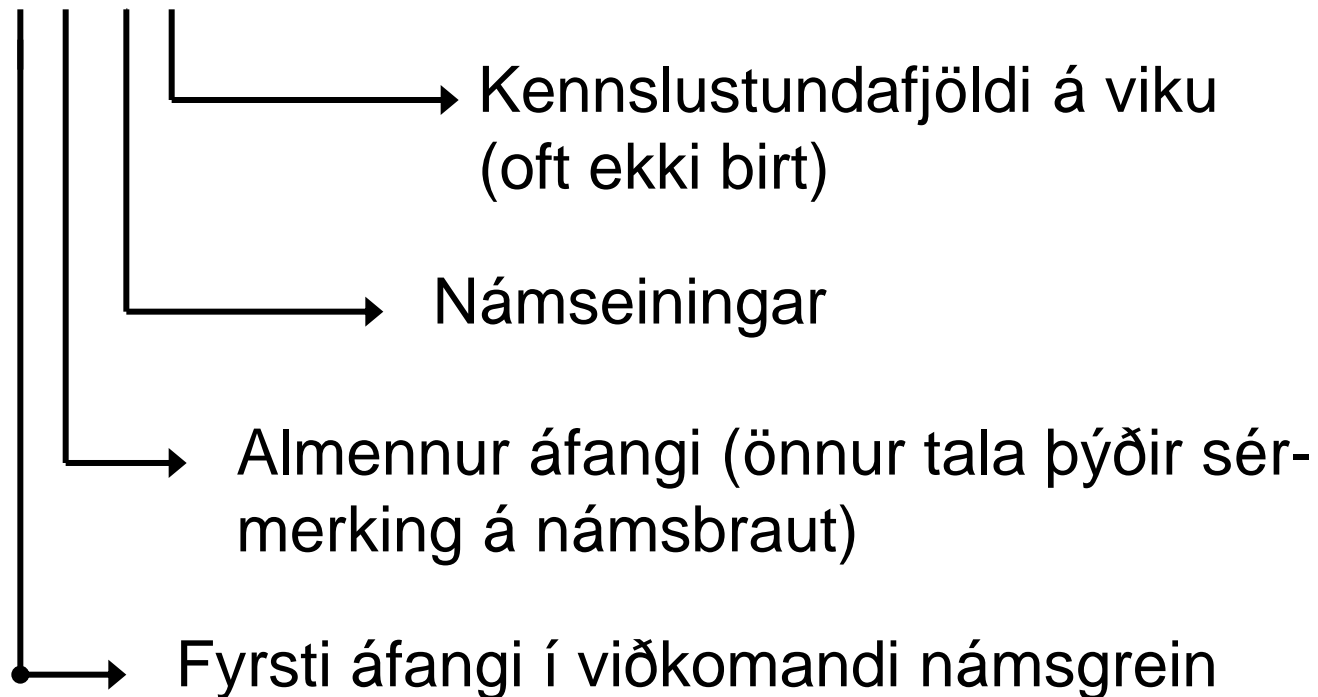 Kennslustundafjöldi á viku
(oft ekki birt)
Námseiningar
Almennur áfangi (önnur tala þýðir sér-
merking á námsbraut)
Fyrsti áfangi í viðkomandi námsgrein